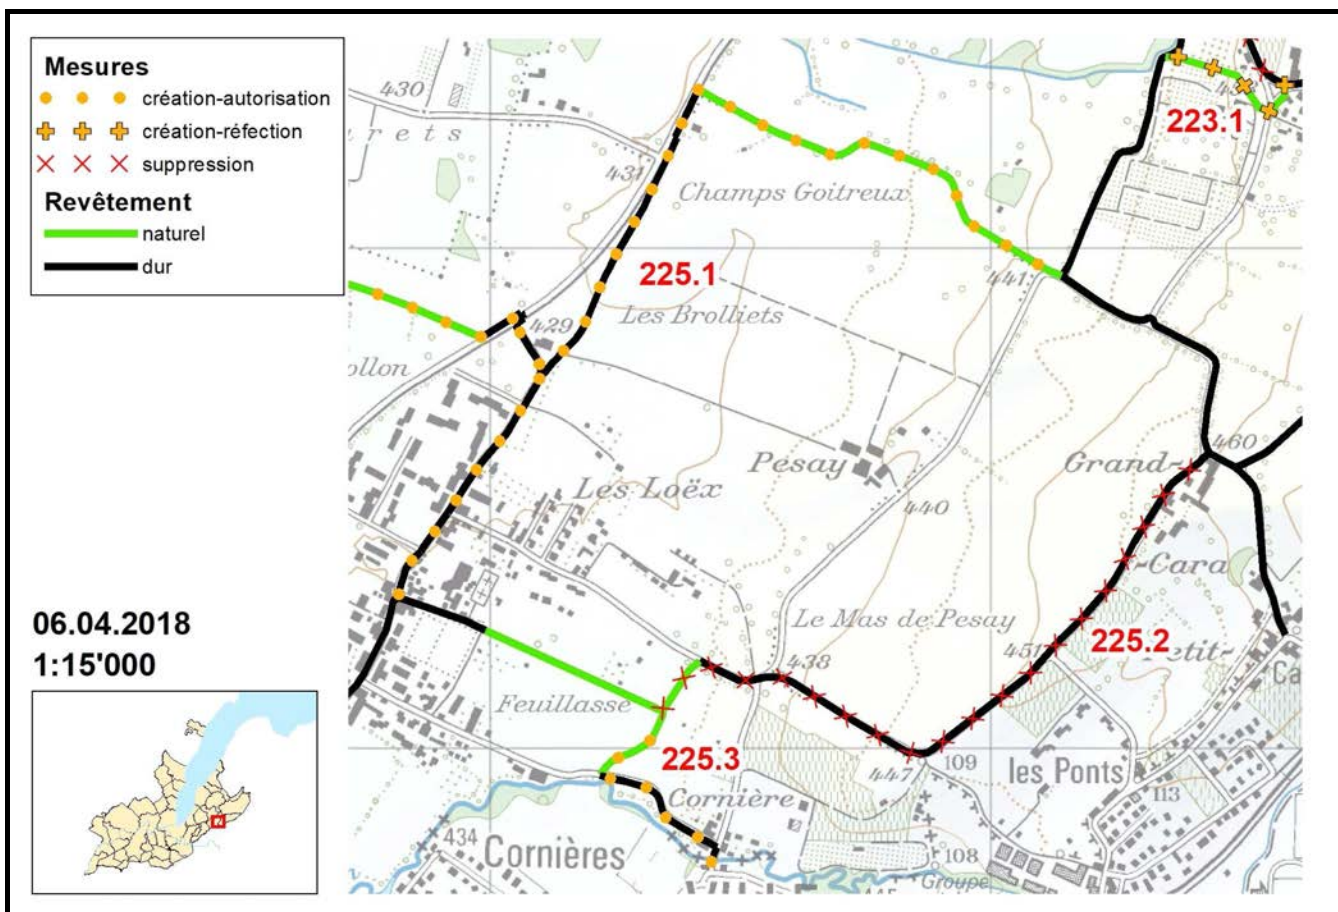 Mesures
création-autorisation
création-réfection
suppression
Revêtement
naturel
dur
430
431
Champs Goitreux
223.1
225.1
441
Les Brolliets
429
460
Pesay
Grand-
Les Loëx
440
Cara
06.04.2018
1:15'000
Le Mas de Pesay
451
225.2
Petit-
438
Feuillasse
225.3
447
109
les Ponts
113
Cornière
434
Cornières
108
Groupe